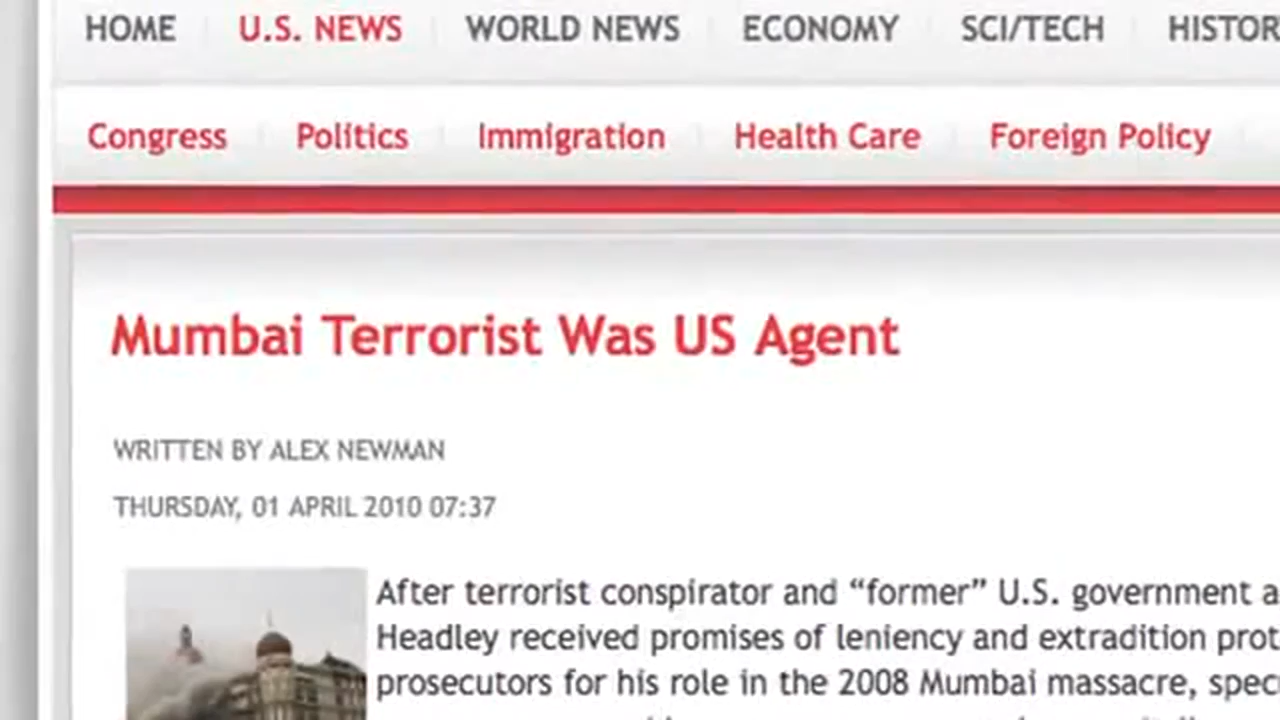 HOME U.S. NEWS WORLD NEWS ECONOMY SCI/TECH
Congress Politics Immigration Health Care Foreign Policy
Mumbai Terrorist Was US Agent
WRITTEN BY ALEX NEWMAN
THURSDAY, 01 APRIL 2010 07:37
After terrorist conspirator and “former” U.S. government
Headley received promises of leniency and extradition
prosecutors for his role in the 2008 Mumbai massacre,